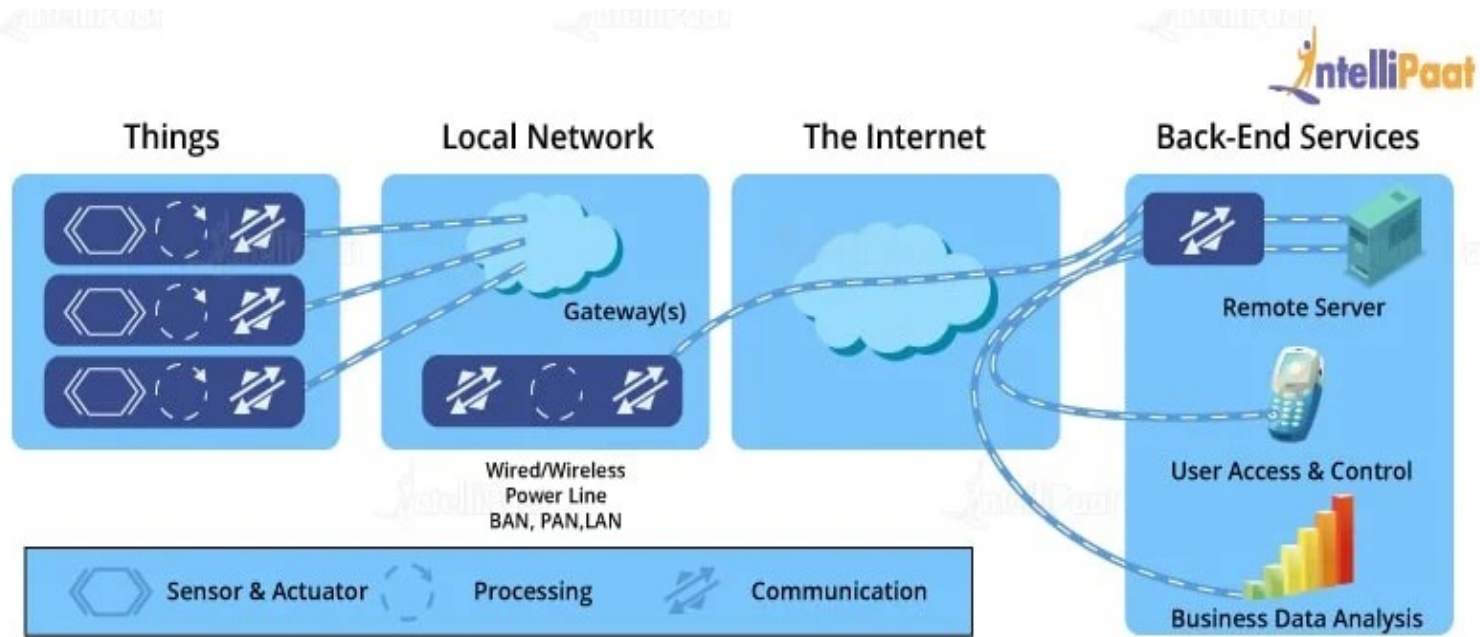 IntelliPaat
Things
Local Network
The Internet
Back-End Services
Gateway(s)
Remote Server
User Access & Control
Wired/Wireless
Power Line
BAN, PAN,LAN
Sensor & Actuator
Processing
Communication
Business Data Analysis